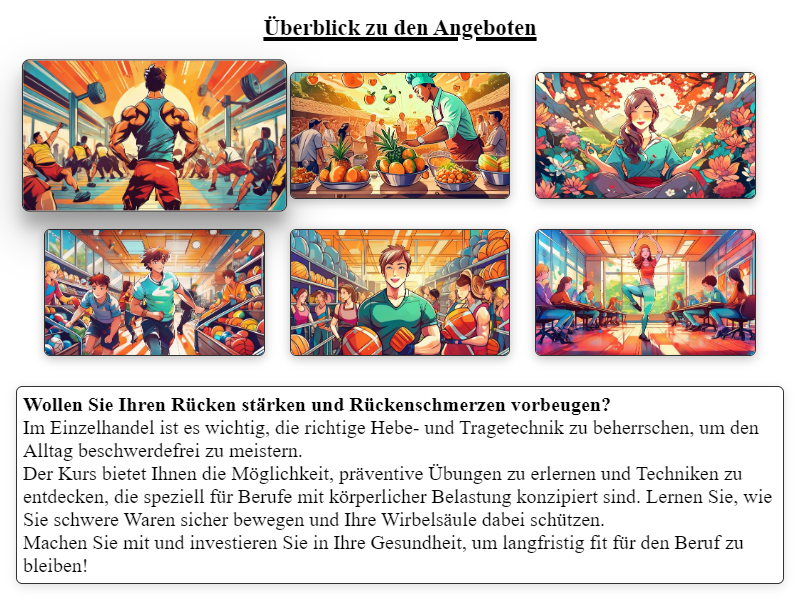 Überblick zu den Angeboten
Wollen Sie Ihren Rücken stärken und Rückenschmerzen vorbeugen?
Im Einzelhandel ist es wichtig, die richtige Hebe- und Tragetechnik zu beherrschen, um den
Alltag beschwerdefrei zu meistern.
Der Kurs bietet Ihnen die Möglichkeit, präventive Übungen zu erlernen und Techniken zu
entdecken, die speziell für Berufe mit körperlicher Belastung konzipiert sind. Lernen Sie, wie
Sie schwere Waren sicher bewegen und Ihre Wirbelsäule dabei schützen.
Machen Sie mit und investieren Sie in Ihre Gesundheit, um langfristig fit für den Beruf zu
bleiben!